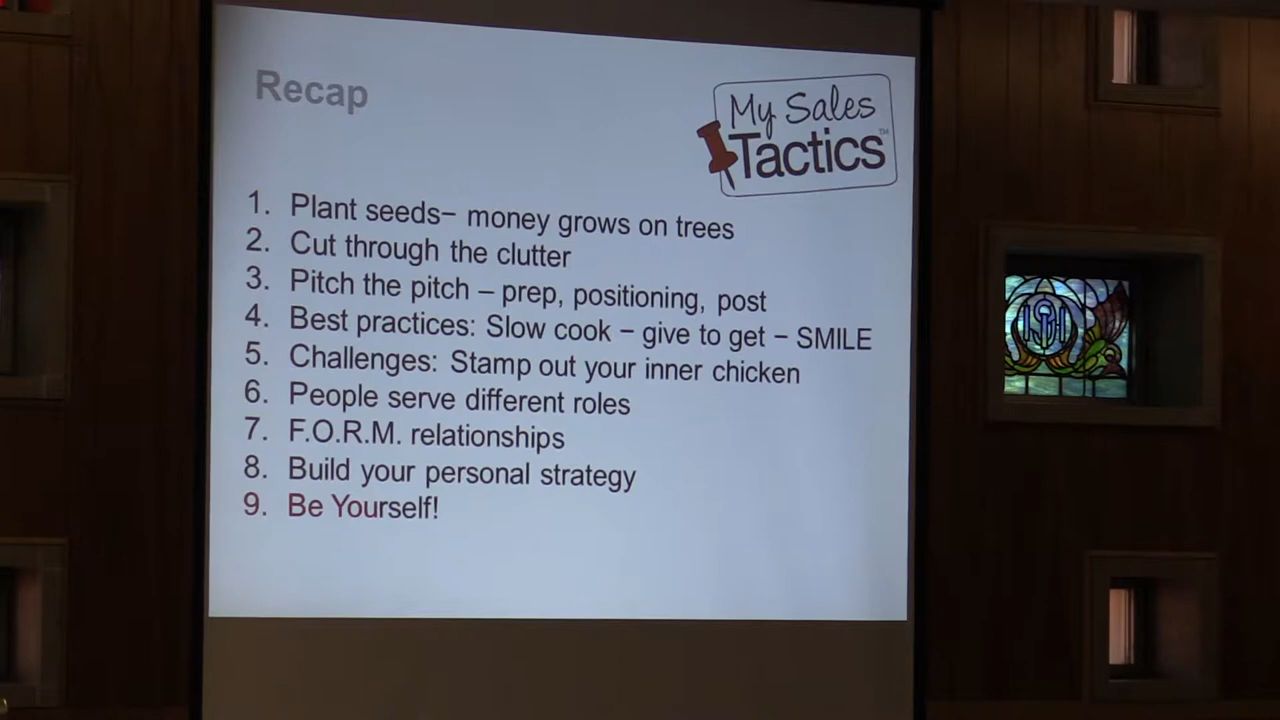 Recap
My Sales
Tactics™
1. Plant seeds– money grows on trees
2. Cut through the clutter
3. Pitch the pitch – prep, positioning, post
4. Best practices: Slow cook – give to get – SMILE
5. Challenges: Stamp out your inner chicken
6. People serve different roles
7. F.O.R.M. relationships
8. Build your personal strategy
9. Be Yourself!